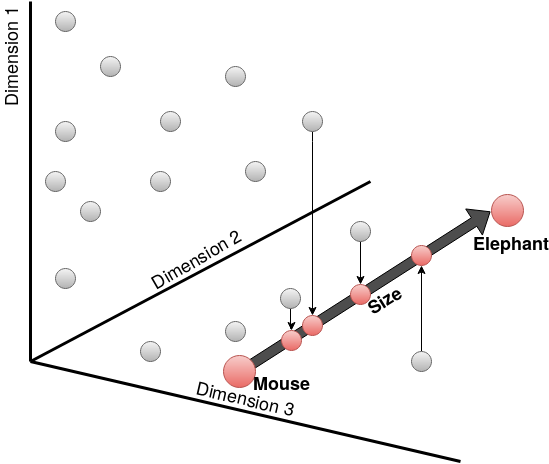 Dimension 1
Dimension 2
Elephant
Size
Mouse
Dimension 3